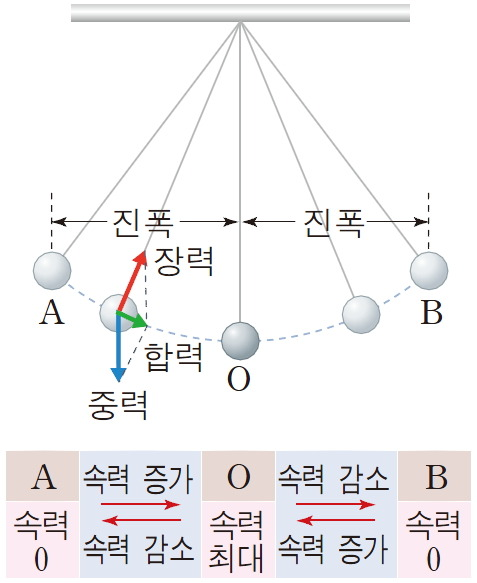 진폭 진폭
장력
A B
합력
O
중력
A 속력 증가 O 속력 감소 B
속력 0 속력 감소 속력 최대 속력 증가 속력 0